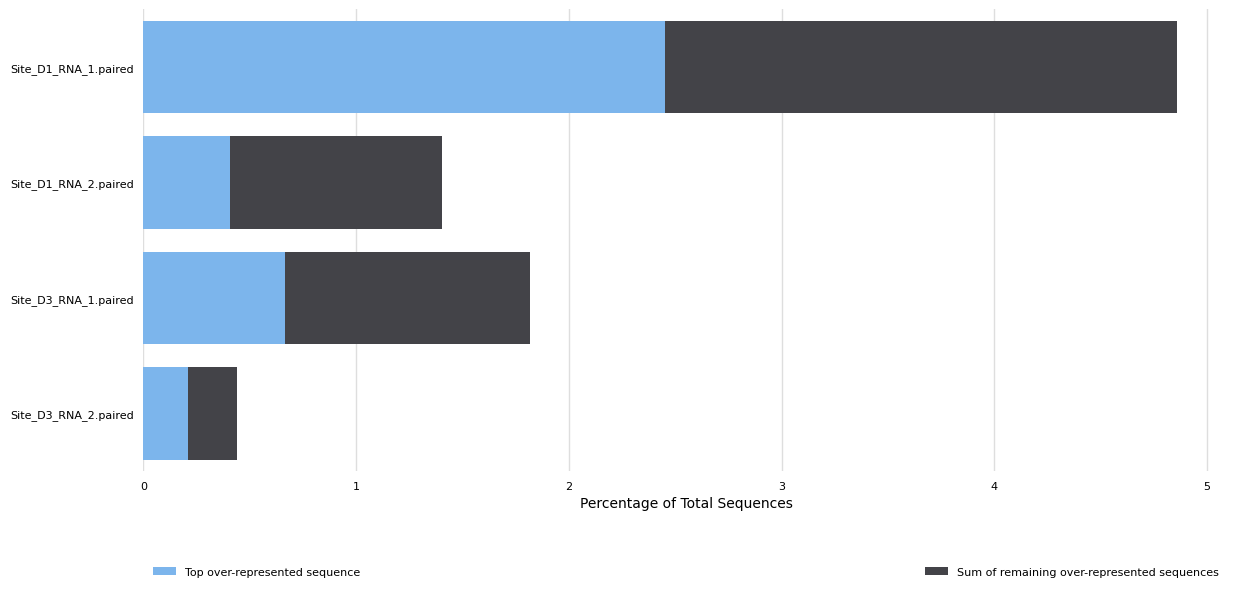 Site_D1_RNA_1.paired
Site_D1_RNA_2.paired
Site_D3_RNA_1.paired
Site_D3_RNA_2.paired
0 1 2 3 4 5
Percentage of Total Sequences
Top over-represented sequence Sum of remaining over-represented sequences